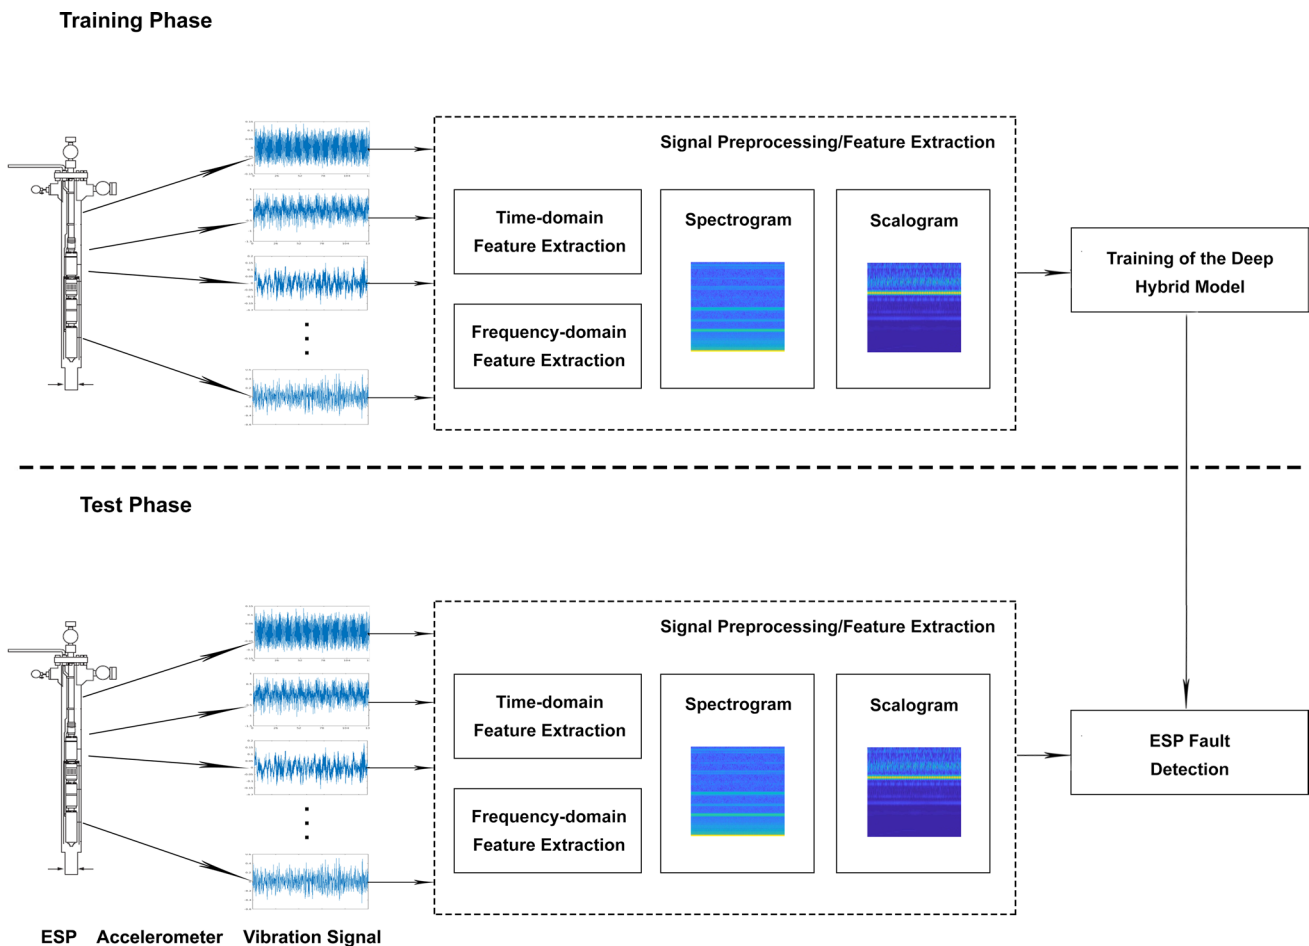 Training Phase
Signal Preprocessing/Feature Extraction
Time-domain
Feature Extraction
Frequency-domain
Feature Extraction
Spectrogram
Scalogram
Training of the Deep
Hybrid Model
Test Phase
Signal Preprocessing/Feature Extraction
Time-domain
Feature Extraction
Frequency-domain
Feature Extraction
Spectrogram
Scalogram
ESP Fault
Detection
ESP Accelerometer Vibration Signal